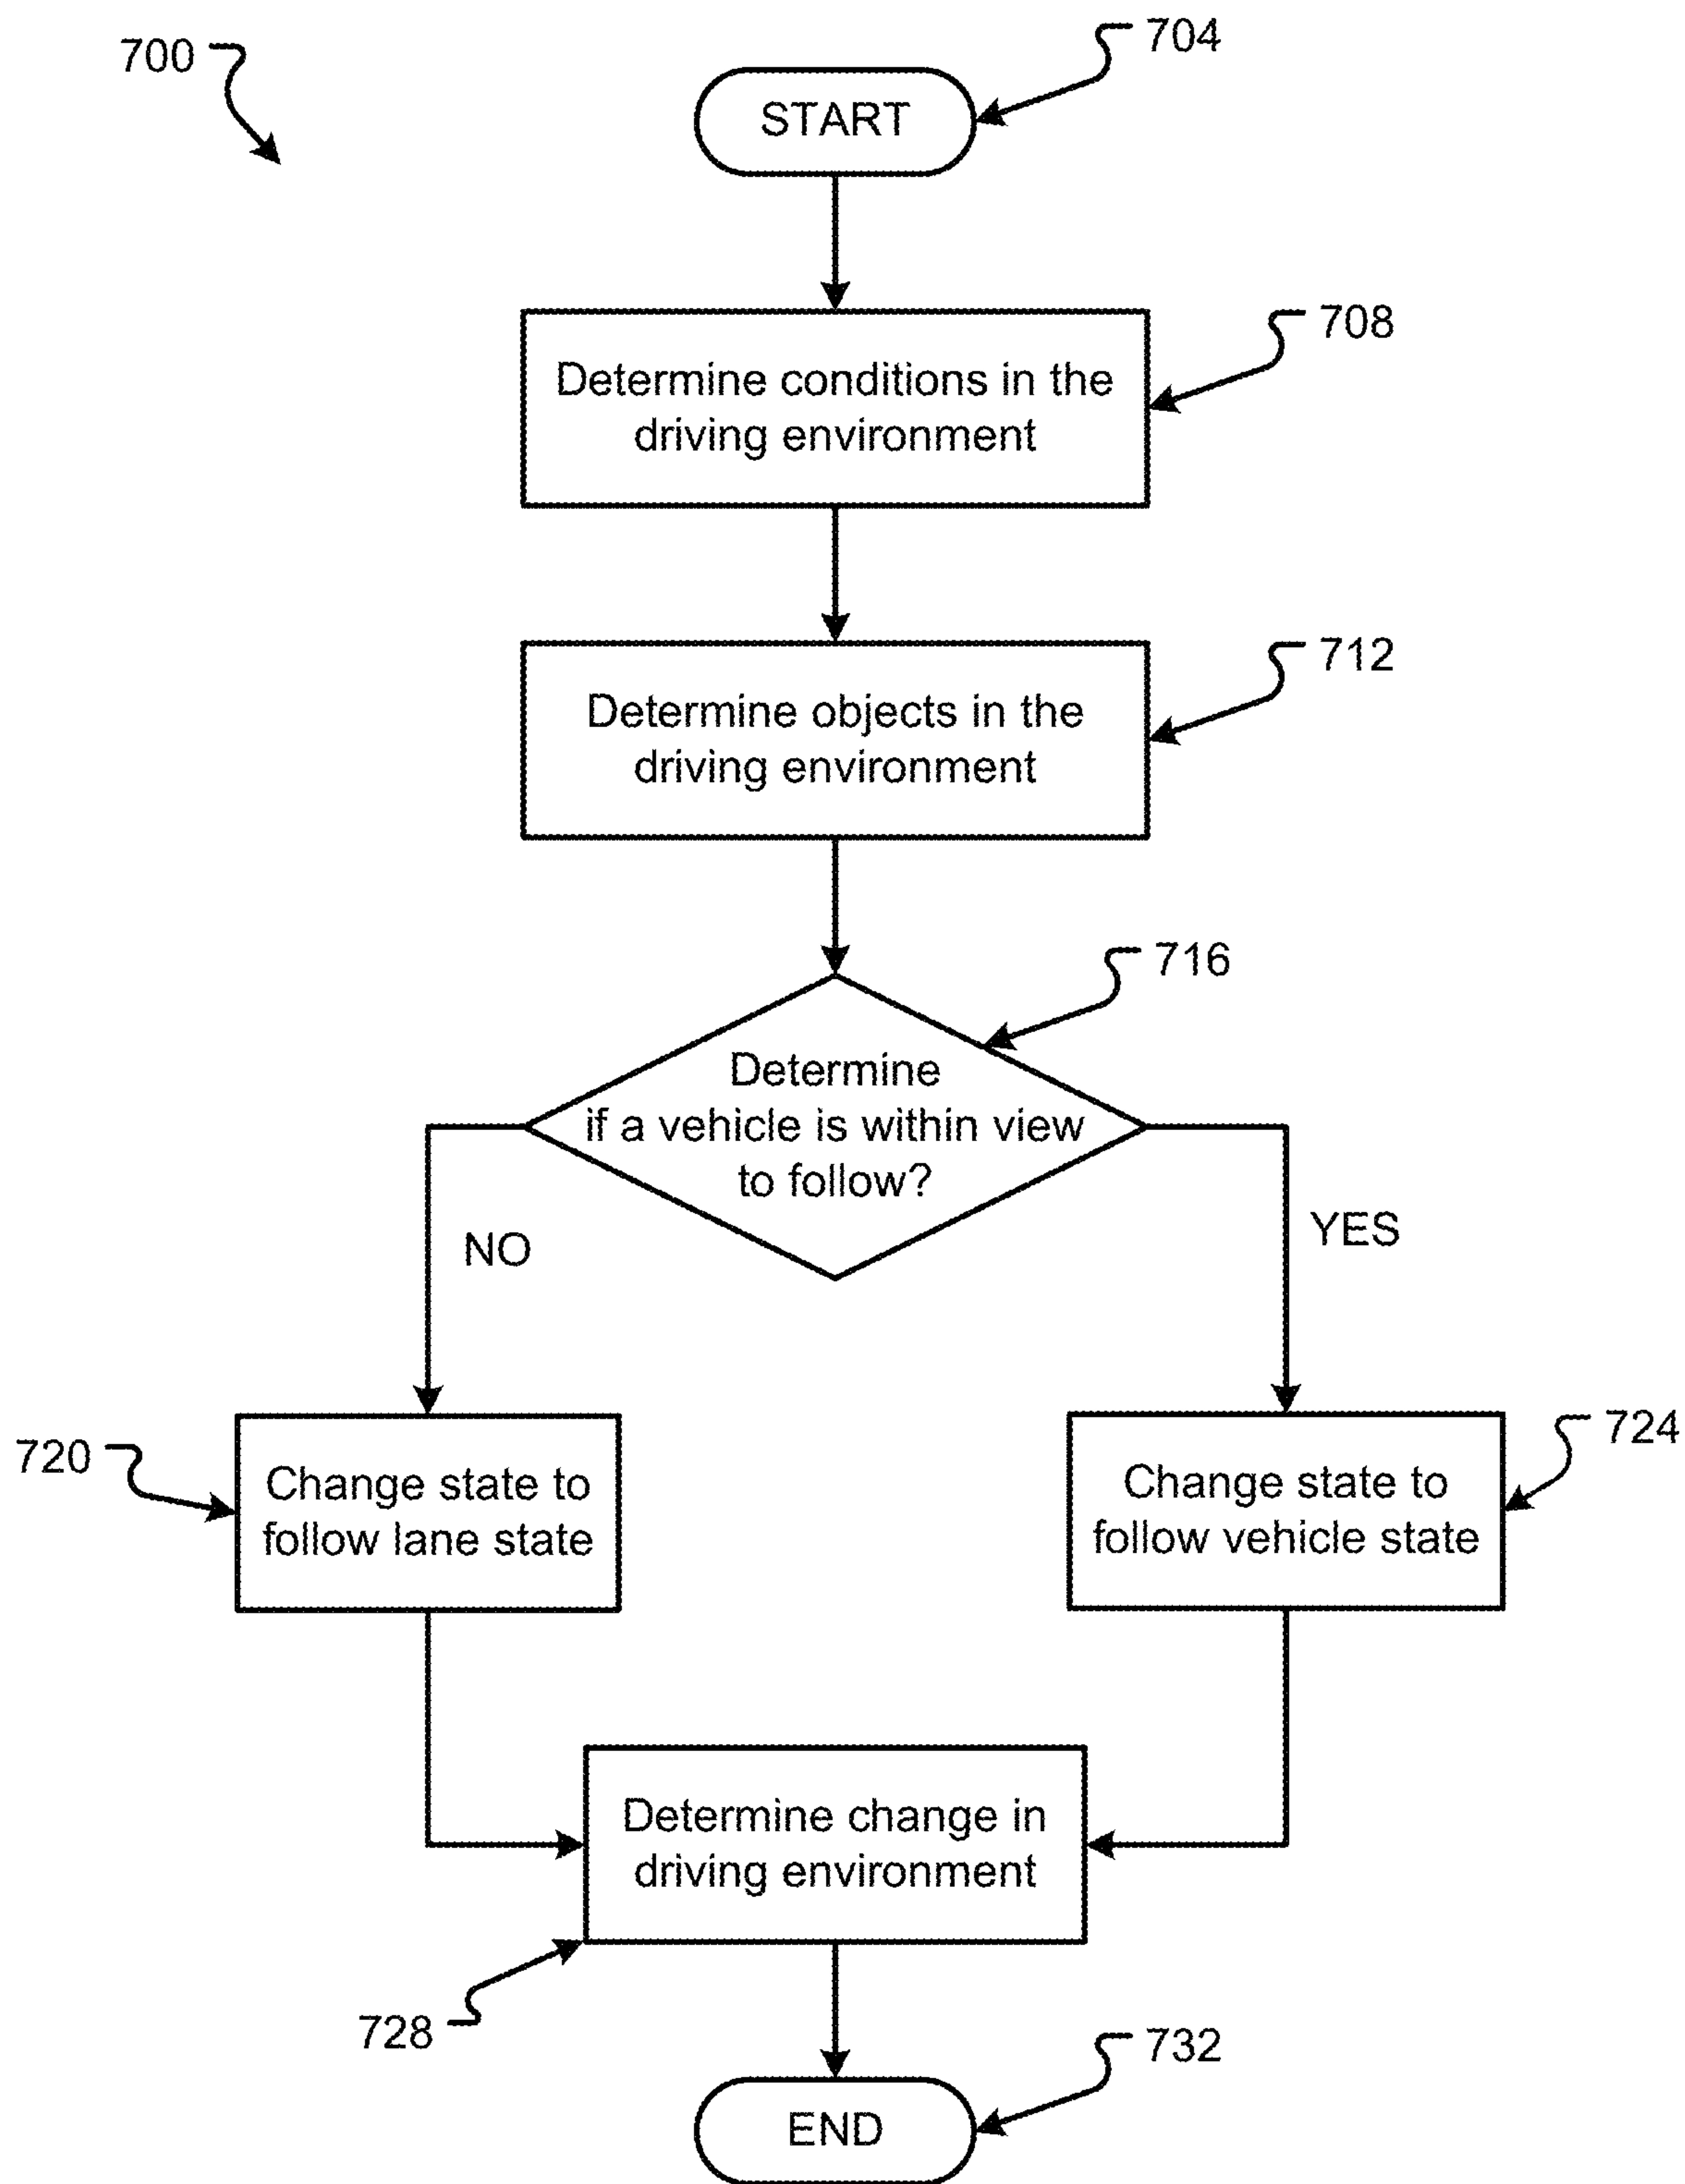 700
704
START
708
Determine conditions in the
driving environment
712
Determine objects in the
driving environment
716
Determine
if a vehicle is within view
to follow?
NO
YES
720
Change state to
follow lane state
724
Change state to
follow vehicle state
Determine change in
driving environment
728
732
END